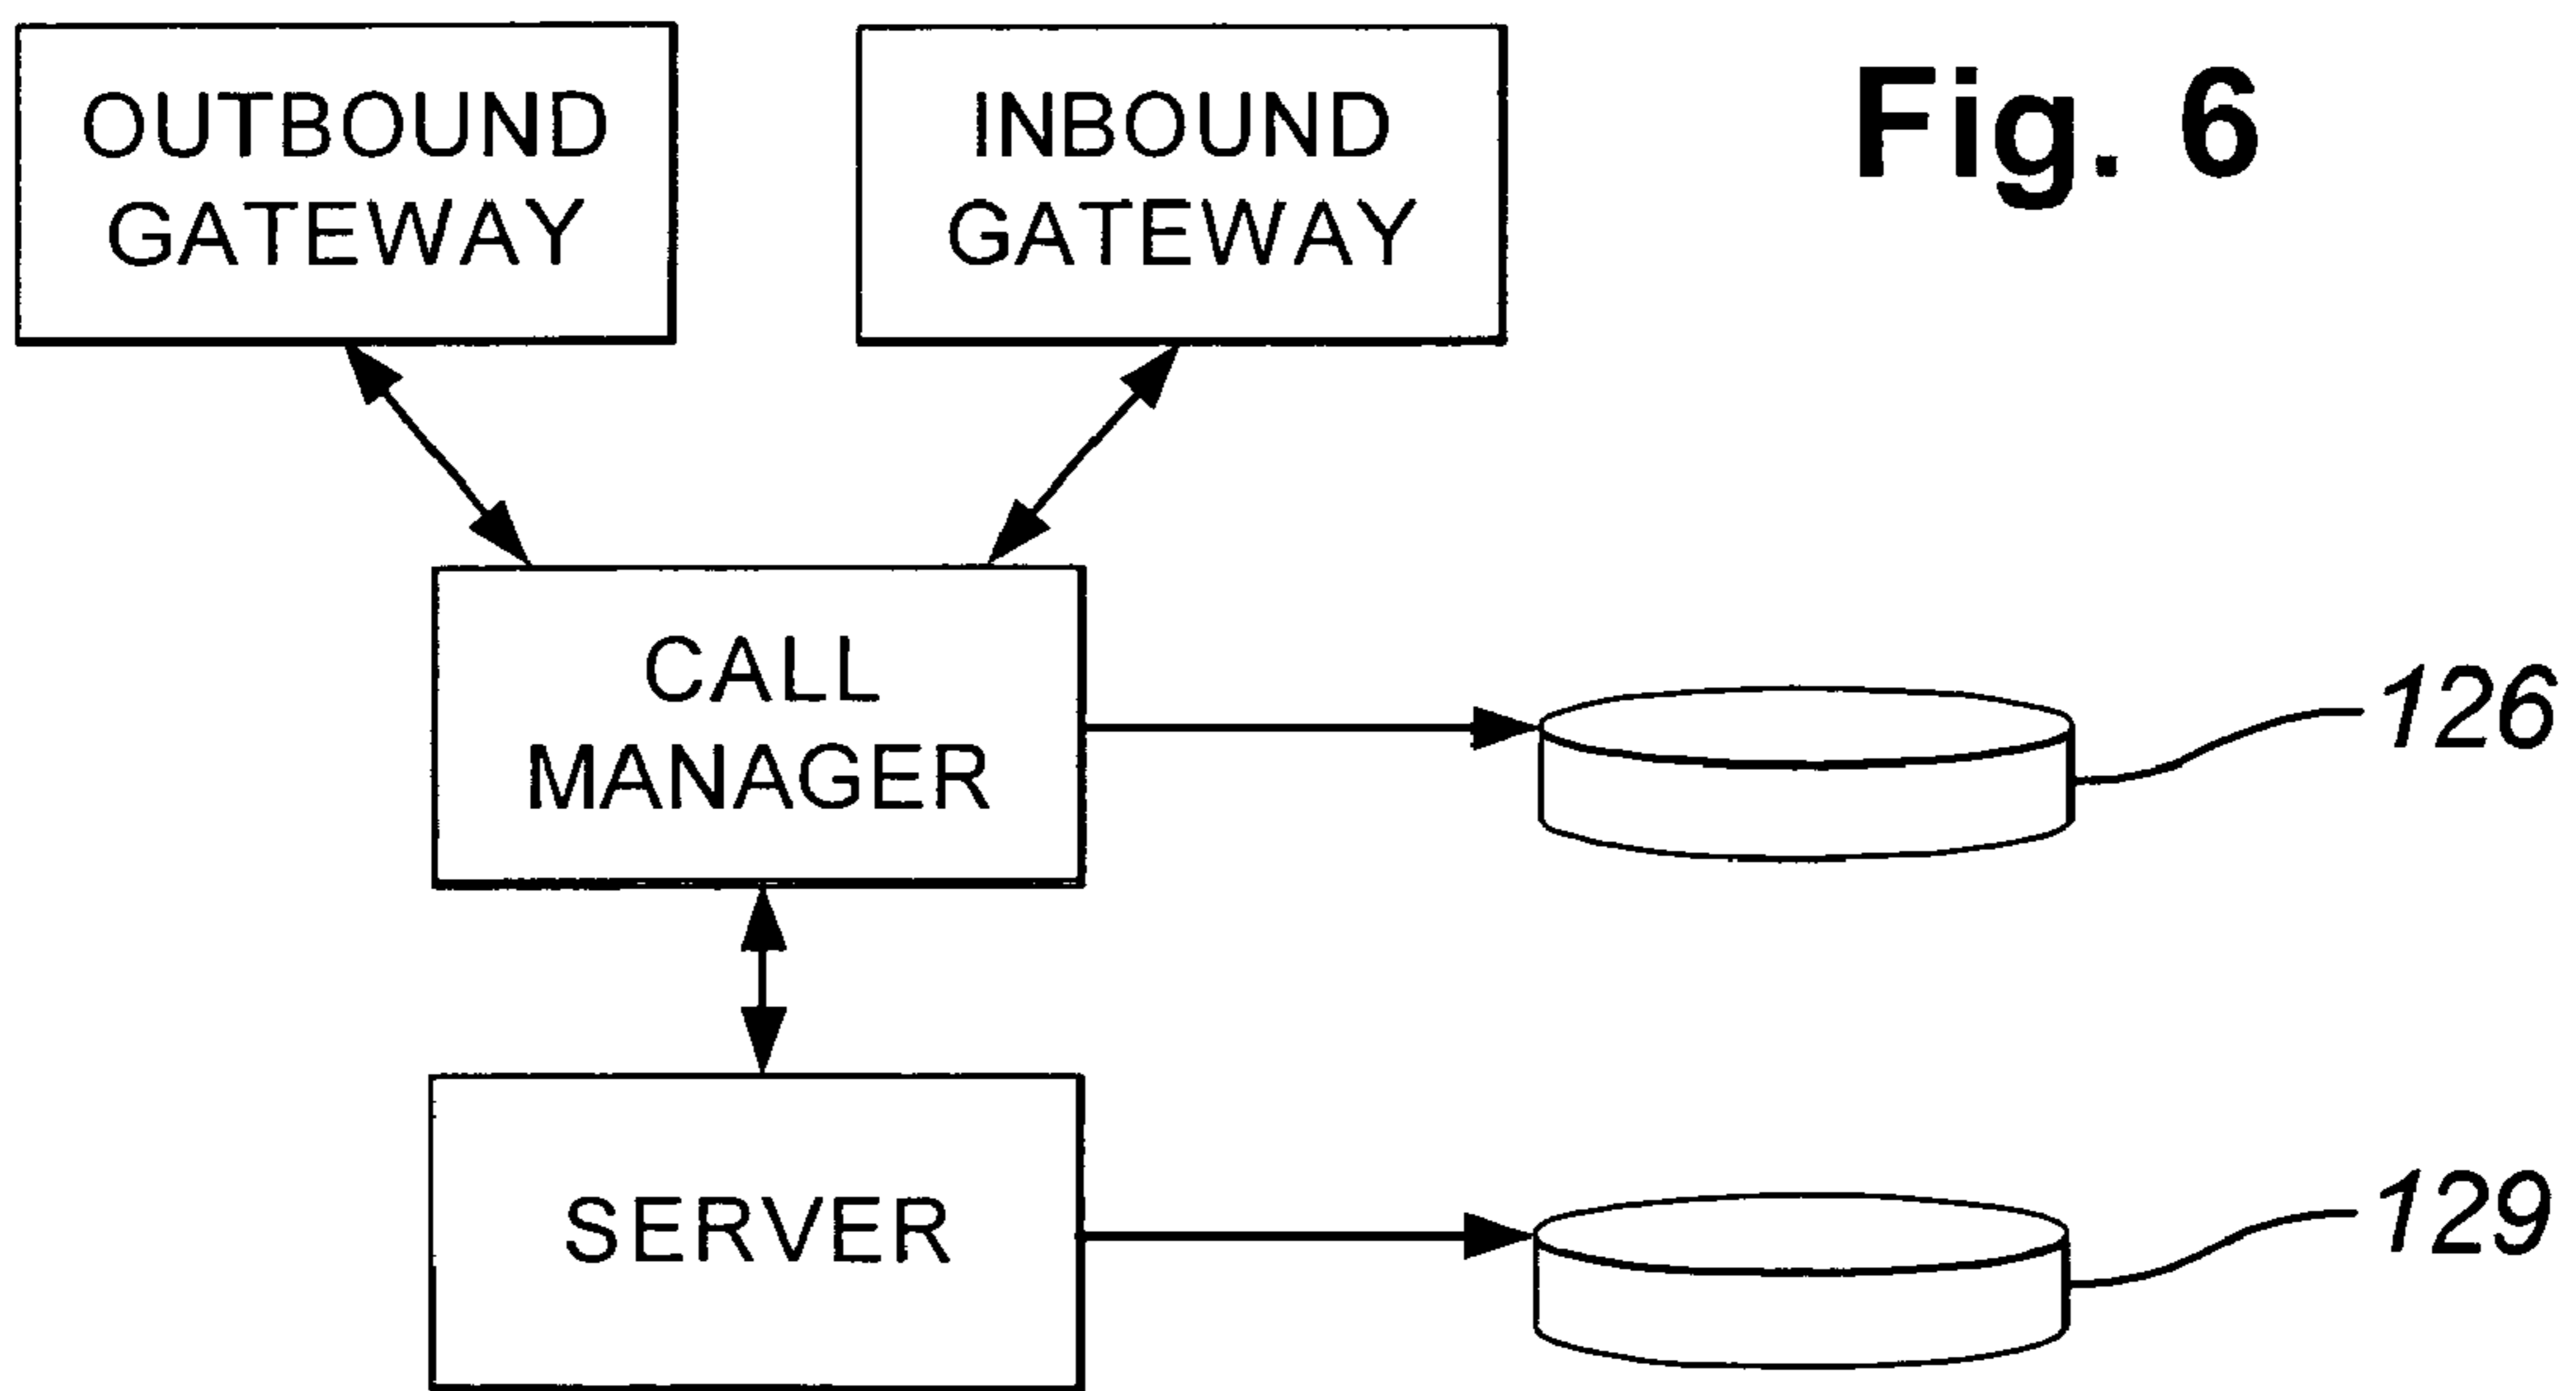 OUTBOUND
GATEWAY
INBOUND
GATEWAY
Fig. 6
CALL
MANAGER
126
SERVER
129